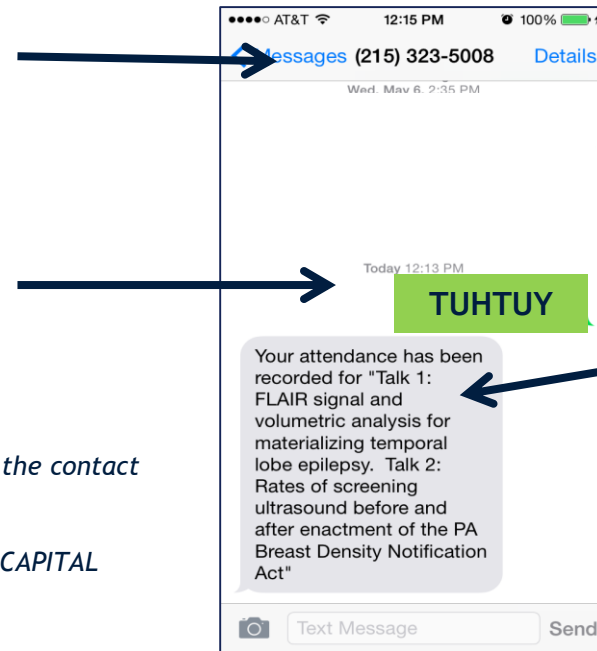 AT&T 12:15 PM 100%
Messages (215) 323-5008 Details
Wed, May 6, 2:35 PM
Today 12:13 PM
TUHTUY
Your attendance has been
recorded for "Talk 1:
FLAIR signal and
volumetric analysis for
materializing temporal
lobe epilepsy. Talk 2:
Rates of screening
ultrasound before and
after enactment of the PA
Breast Density Notification
Act"
the contact
CAPITAL
Text Message Send